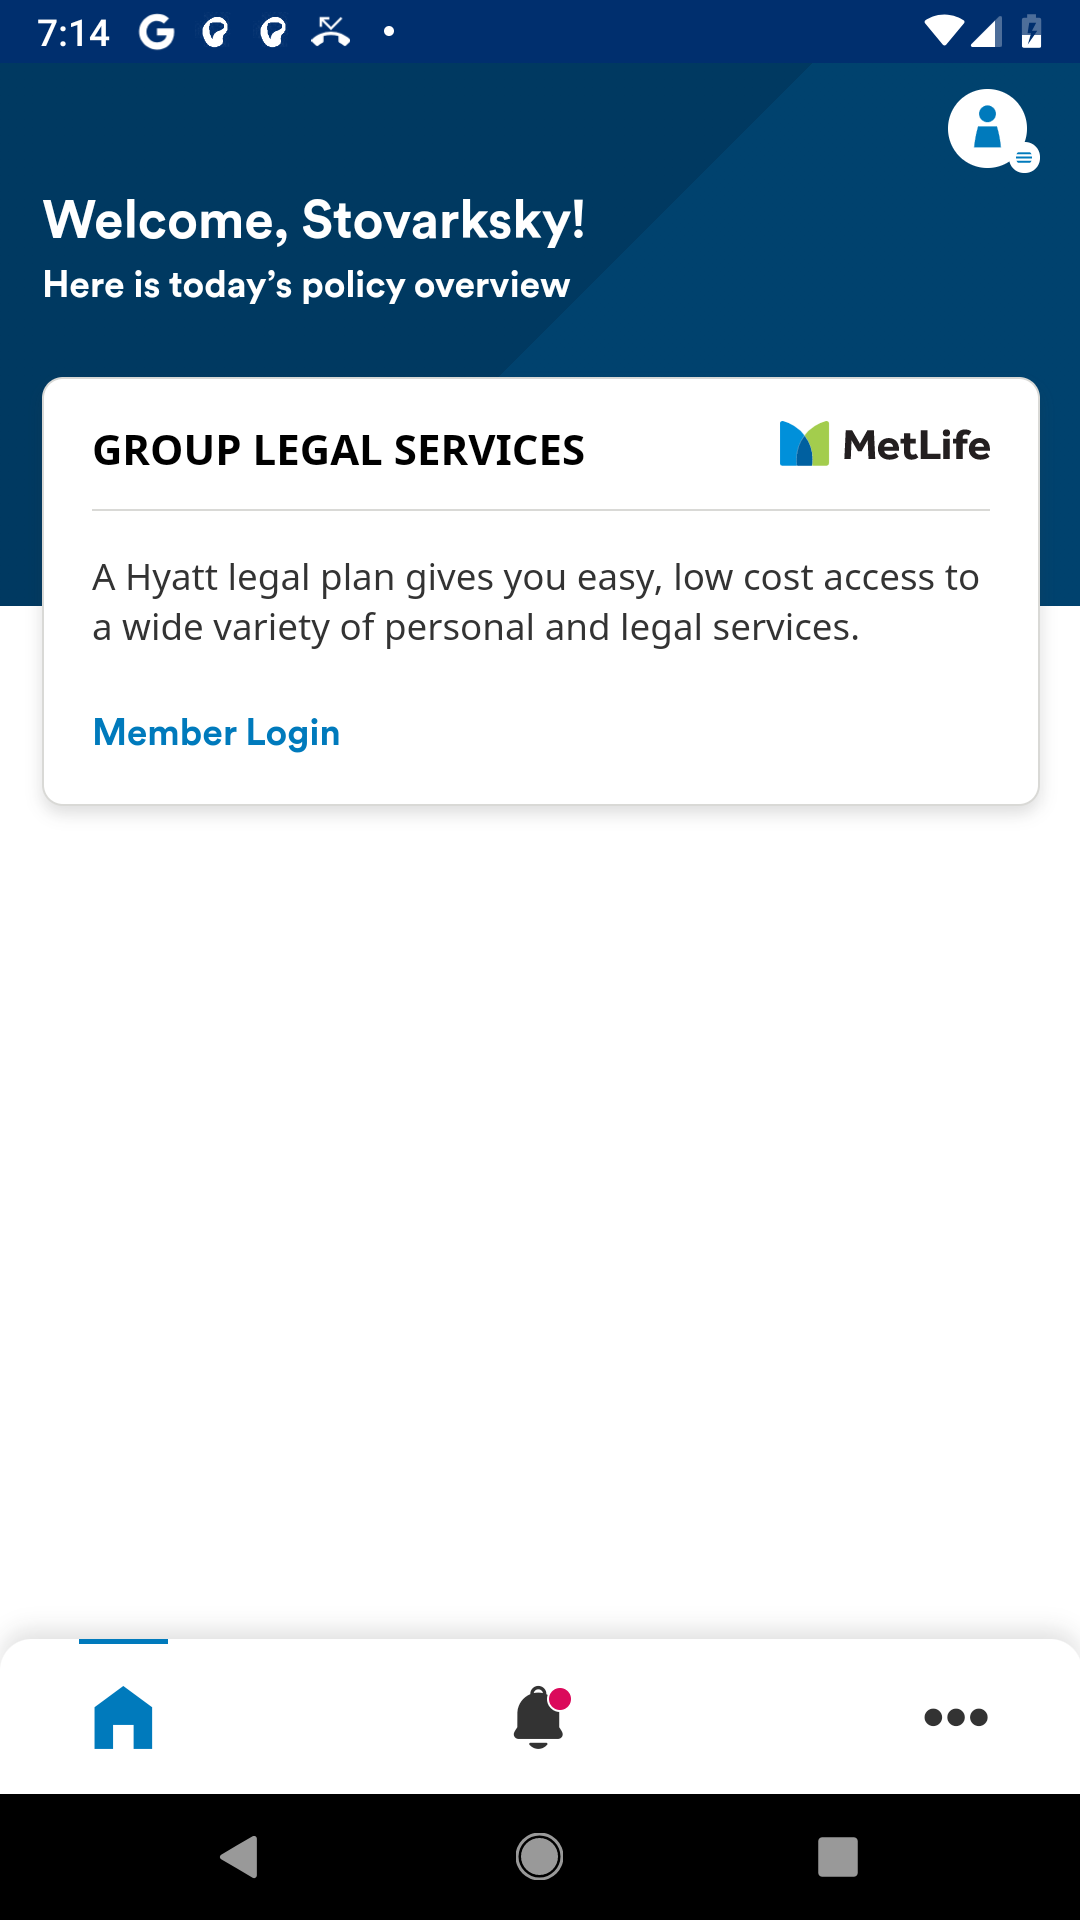 7:14
Welcome, Stovarksky!
Here is today’s policy overview
GROUP LEGAL SERVICES
MetLife
A Hyatt legal plan gives you easy, low cost access to
a wide variety of personal and legal services.
Member Login